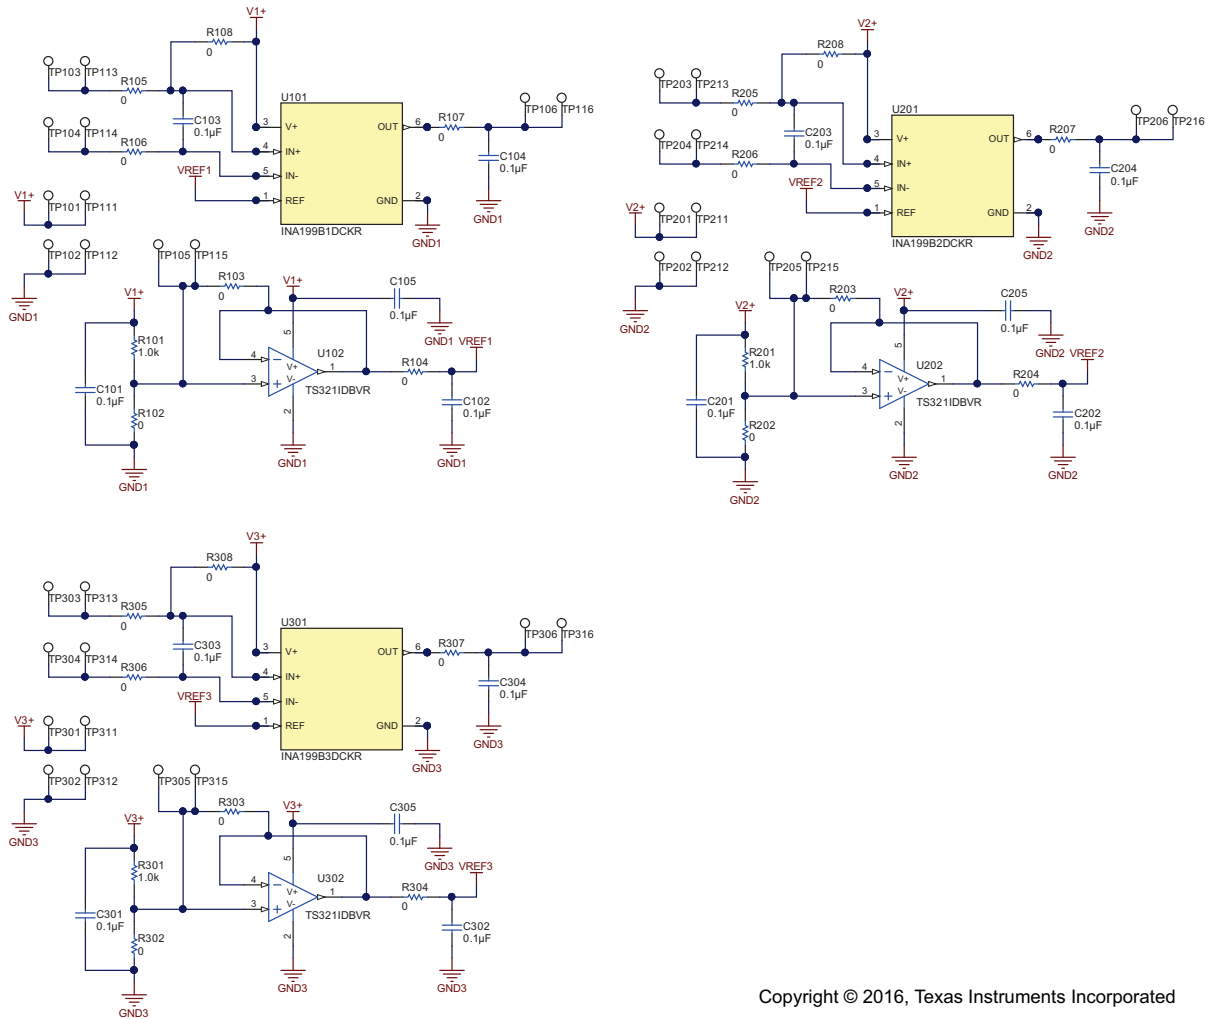 V1+
R108
0
TP103 TP113
R105
0
U101
C103
0.1µF
TP104 TP114
R106
0
VREF1
3 V+
4 IN+
5 IN-
1 REF
OUT 6
GND 2
INA199B1DCKR
R107
0
TP106 TP116
C104
0.1µF
GND1
GND1
V1+
TP101 TP111
TP102 TP112
GND1
TP105 TP115
R103
0
V1+
C105
0.1µF
GND1
V1+
R101
1.0k
C101
0.1µF
R102
0
GND1
5
4
3
V+
V-
2
1
U102
TS321IDBVR
GND1
R104
0
VREF1
C102
0.1µF
GND1
V2+
R208
0
TP203 TP213
R205
0
U201
C203
0.1µF
TP204 TP214
R206
0
VREF2
3 V+
4 IN+
5 IN-
1 REF
OUT 6
GND 2
INA199B2DCKR
R207
0
TP206 TP216
C204
0.1µF
GND2
GND2
V2+
TP201 TP211
TP202 TP212
GND2
TP205 TP215
R203
0
V2+
C205
0.1µF
GND2
V2+
R201
1.0k
C201
0.1µF
R202
0
GND2
5
4
3
V+
V-
2
1
U202
TS321IDBVR
GND2
R204
0
VREF2
C202
0.1µF
GND2
V3+
R308
0
TP303 TP313
R305
0
U301
C303
0.1µF
TP304 TP314
R306
0
VREF3
3 V+
4 IN+
5 IN-
1 REF
OUT 6
GND 2
INA199B3DCKR
R307
0
TP306 TP316
C304
0.1µF
GND3
GND3
V3+
TP301 TP311
TP302 TP312
GND3
TP305 TP315
R303
0
V3+
C305
0.1µF
GND3
V3+
R301
1.0k
C301
0.1µF
R302
0
GND3
5
4
3
V+
V-
2
1
U302
TS321IDBVR
GND3
R304
0
VREF3
C302
0.1µF
GND3
Copyright © 2016, Texas Instruments Incorporated